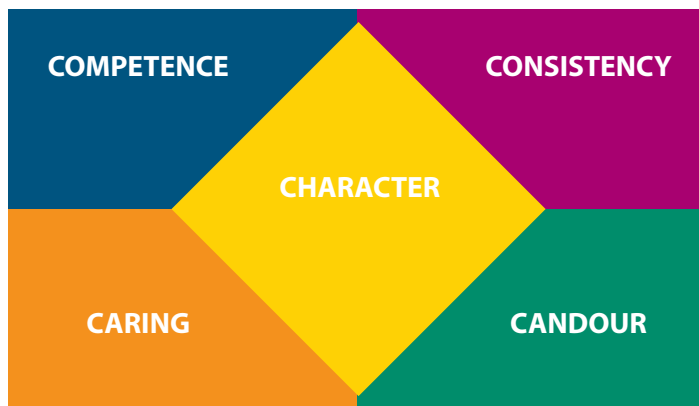 COMPETENCE
CONSISTENCY
CHARACTER
CARING
CANDOUR